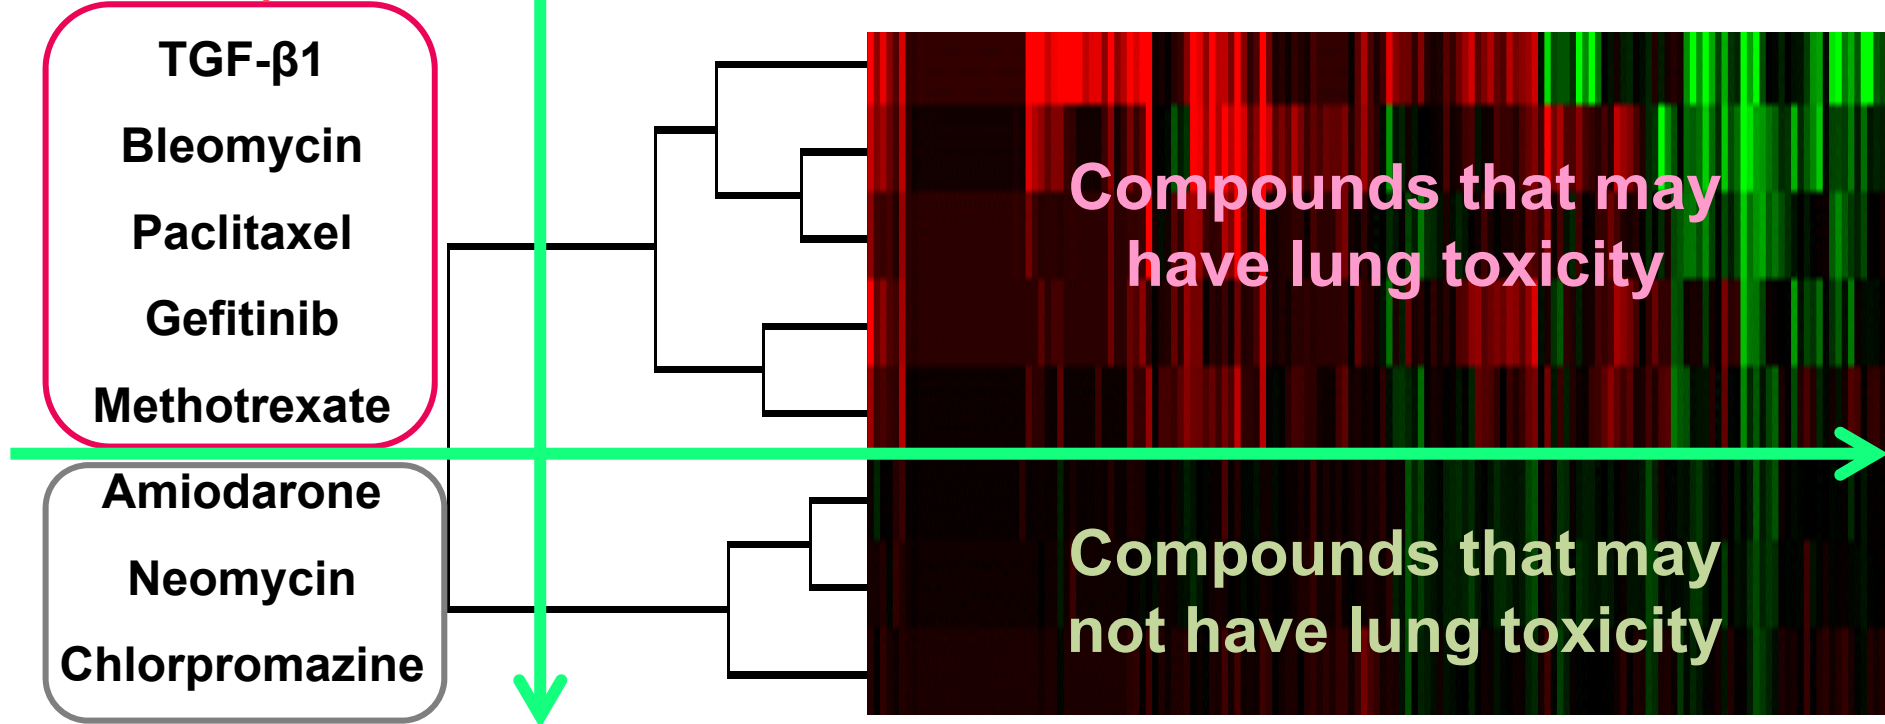 TGF-β1
Bleomycin
Paclitaxel
Gefitinib
Methotrexate
Amiodarone
Neomycin
Chlorpromazine
Compounds that may
have lung toxicity
Compounds that may
not have lung toxicity